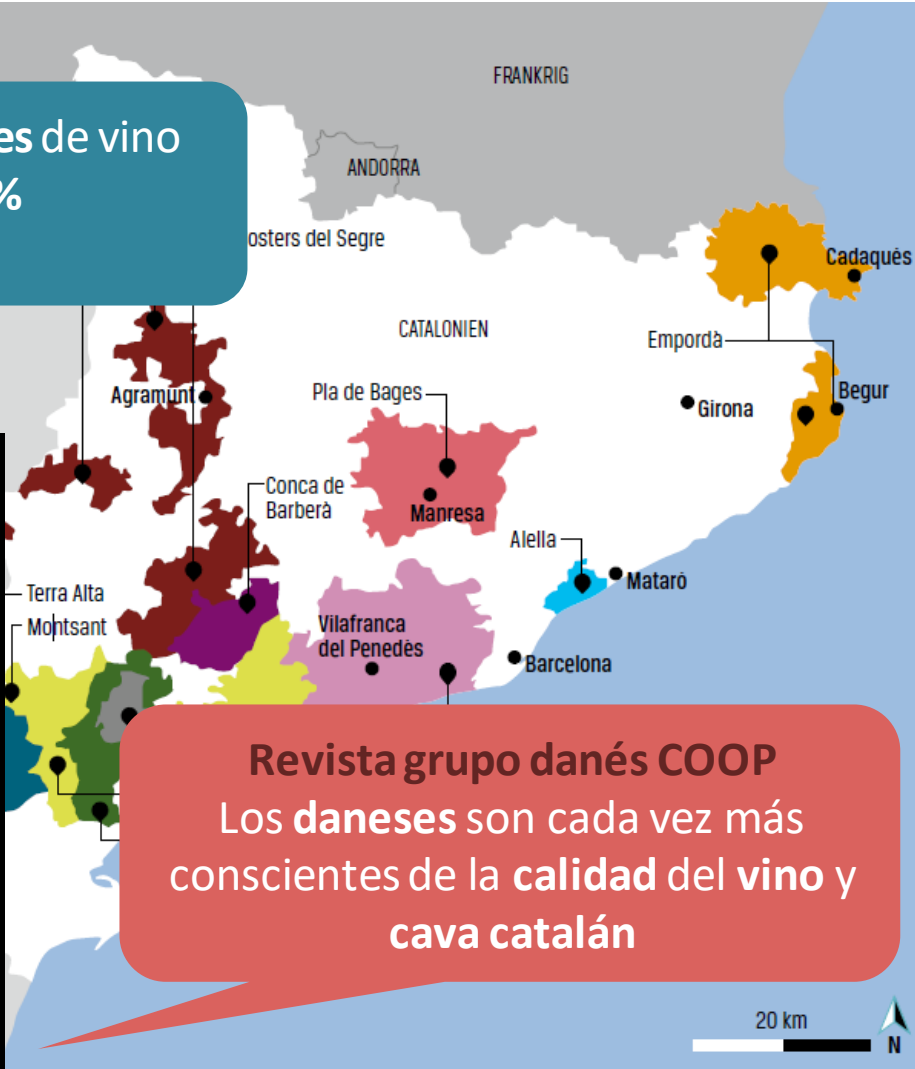 FRANKRIG
es de vino
%
ANDORRA
osters del Segre
Cadaquès
CATALONIEN
Empordà
Agramunt
Pla de Bages
Begur
Girona
Conca de
Barberà
Manresa
Alella
Mataró
Terra Alta
Montsant
Vilafranca
del Penedès
Barcelona
Revista grupo danés COOP
Los daneses son cada vez más
conscientes de la calidad del vino y
cava catalán
20 km
N